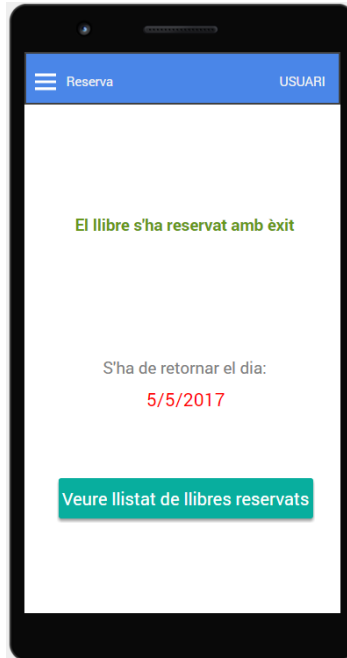 Reserva USUARI
El llibre s'ha reservat amb èxit
S'ha de retornar el dia:
5/5/2017
Veure llistat de llibres reservats